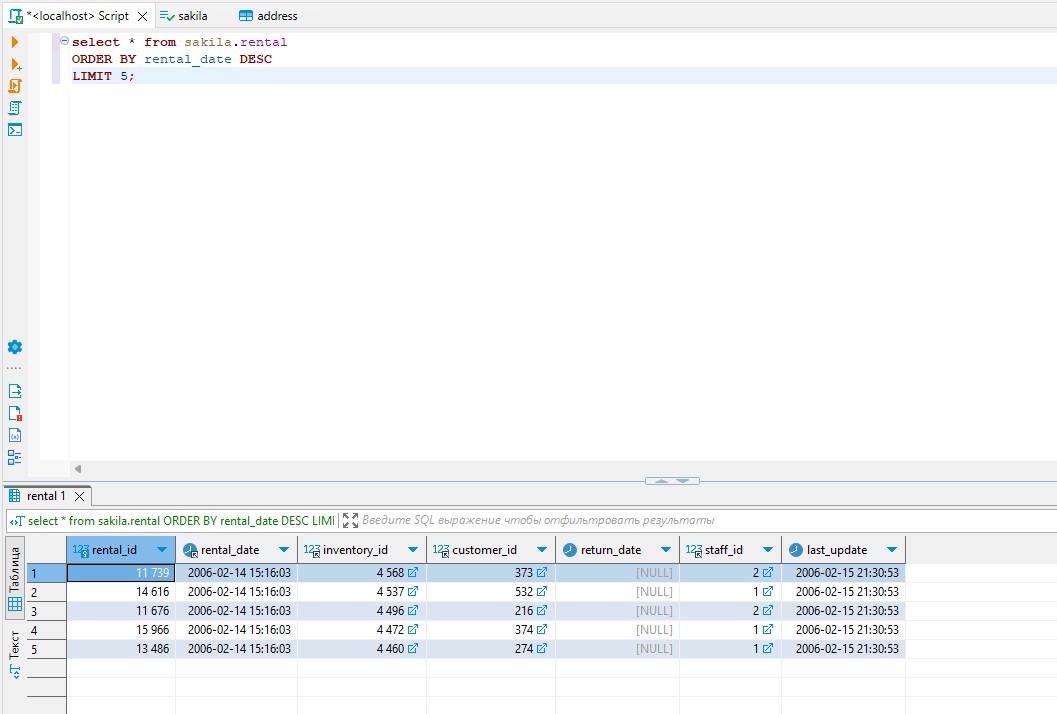 *<localhost> Script sakila address
select * from sakila.rental
ORDER BY rental_date DESC
LIMIT 5;
rental 1
select * from sakila.rental ORDER BY rental_date DESC LIMI Введите SQL выражение чтобы отфильтровать результаты
Таблица
Текст
123 rental_id rental_date 123 inventory_id 123 customer_id return_date 123 staff_id last_update
1 11 739 2006-02-14 15:16:03 4 568 373 [NULL] 2 2006-02-15 21:30:53
2 14 616 2006-02-14 15:16:03 4 537 532 [NULL] 1 2006-02-15 21:30:53
3 11 676 2006-02-14 15:16:03 4 496 216 [NULL] 2 2006-02-15 21:30:53
4 15 966 2006-02-14 15:16:03 4 472 374 [NULL] 1 2006-02-15 21:30:53
5 13 486 2006-02-14 15:16:03 4 460 274 [NULL] 1 2006-02-15 21:30:53